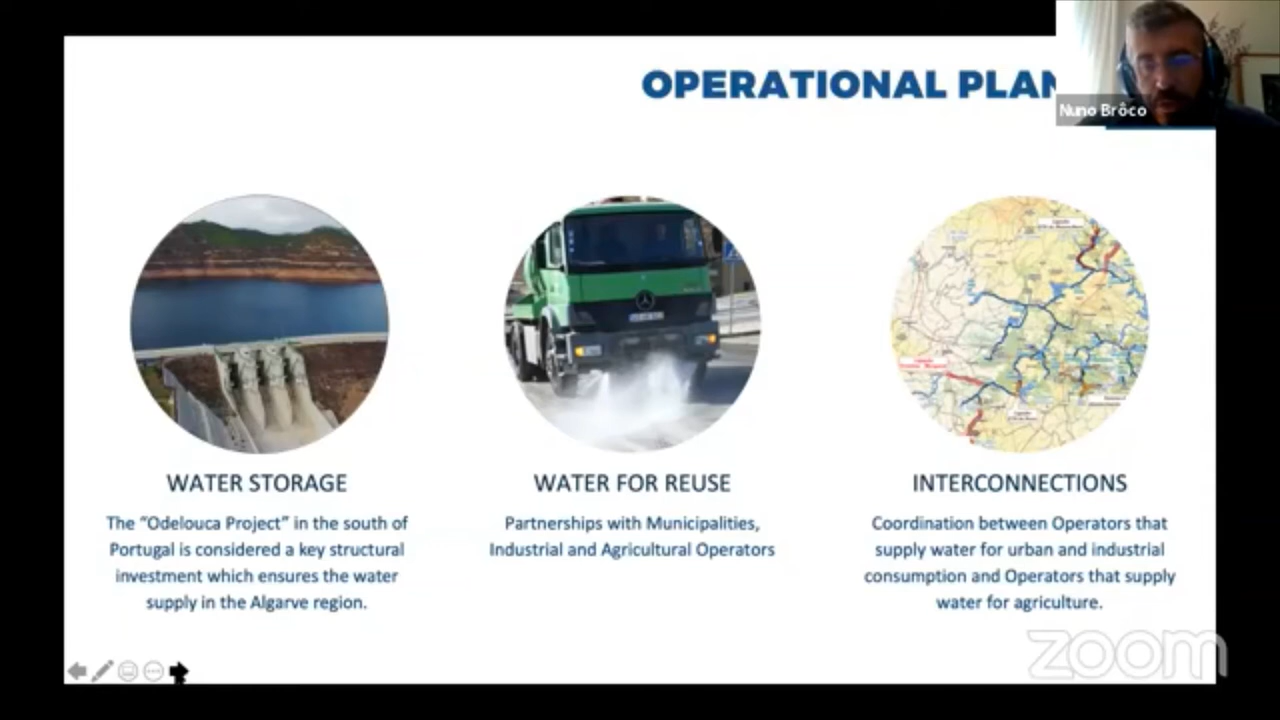 OPERATIONAL PLAN
Nuno Brôco
WATER STORAGE
The “Odelouca Project” in the south of
Portugal is considered a key structural
investment which ensures the water
supply in the Algarve region.
WATER FOR REUSE
Partnerships with Municipalities,
Industrial and Agricultural Operators
INTERCONNECTIONS
Coordination between Operators that
supply water for urban and industrial
consumption and Operators that supply
water for agriculture.
zoom